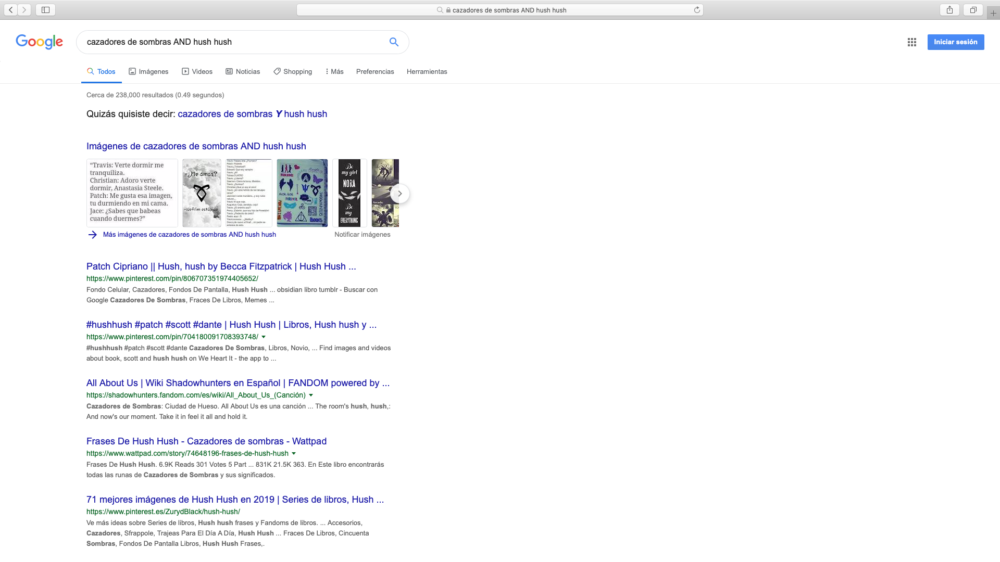 cazadores de sombras AND hush hush
Google
cazadores de sombras AND hush hush
Iniciar sesión
Todos
Imágenes
Videos
Noticias
Shopping
Más
Preferencias
Herramientas
Cerca de 238,000 resultados (0.49 segundos)
Quizás quisiste decir: cazadores de sombras Y hush hush
Imágenes de cazadores de sombras AND hush hush
“Travis: Verte dormir me
tranquiliza.
Christian: Adoro verte
dormir, Anastasia Steele.
Patch: Me gusta esa imagen,
tu durmiendo en mi cama.
Jace: ¿Sabes que babeas
cuando duermes?”
-¿Me amas?
-Nefilim estúpido
Be
my girl
NORA
Be
my
EVERYTHING
Más imágenes de cazadores de sombras AND hush hush
Notificar imágenes
Patch Cipriano || Hush, hush by Becca Fitzpatrick | Hush Hush ...
https://www.pinterest.com/pin/806707351974405652/
Fondo Celular, Cazadores, Fondos De Pantalla, Hush Hush ... obsidian libro tumblr - Buscar con
Google Cazadores De Sombras, Fraces De Libros, Memes ...
#hushhush #patch #scott #dante | Hush Hush | Libros, Hush hush y ...
https://www.pinterest.com/pin/704180091708393748/
#hushhush #patch #scott #dante Cazadores De Sombras, Libros, Novio, ... Find images and videos
about book, scott and hush hush on We Heart It - the app to ...
All About Us | Wiki Shadowhunters en Español | FANDOM powered by ...
https://shadowhunters.fandom.com/es/wiki/All_About_Us_(Canción)
Cazadores de Sombras: Ciudad de Hueso. All About Us es una canción ... The room's hush, hush,:
And now's our moment. Take it in feel it all and hold it.
Frases De Hush Hush - Cazadores de sombras - Wattpad
https://www.wattpad.com/story/74648196-frases-de-hush-hush
Frases De Hush Hush. 6.9K Reads 301 Votes 5 Part ... 831K 21.5K 363. En Este libro encontrarás
todas las runas de Cazadores de Sombras y sus significados.
71 mejores imágenes de Hush Hush en 2019 | Series de libros, Hush ...
https://www.pinterest.es/ZurydBlack/hush-hush/
Ve más ideas sobre Series de libros, Hush hush frases y Fandoms de libros. ... Accesorios,
Cazadores, Sfrappole, Trajeas Para El Día A Día, Hush Hush ... Fraces De Libros, Cincuenta
Sombras, Fondos De Pantalla Libros, Hush Hush Frases,.